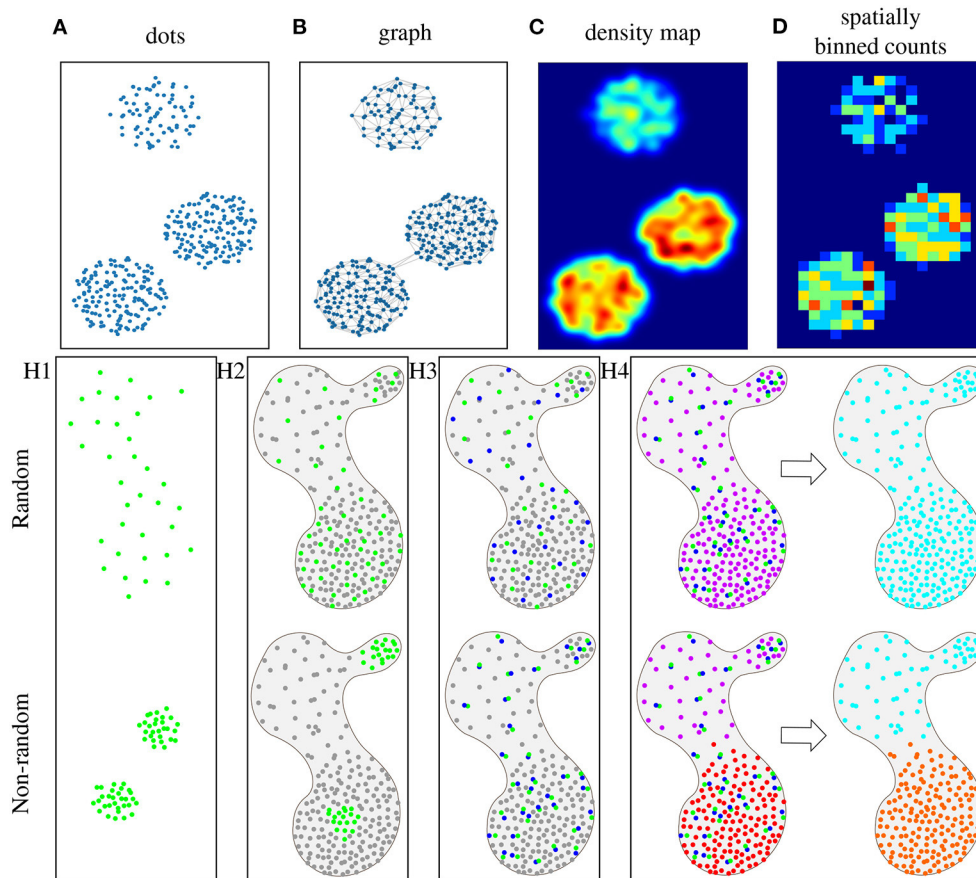 A
dots
B
graph
C
density map
D
spatially
binned counts
H1
H2
H3
H4
Random
Non-random